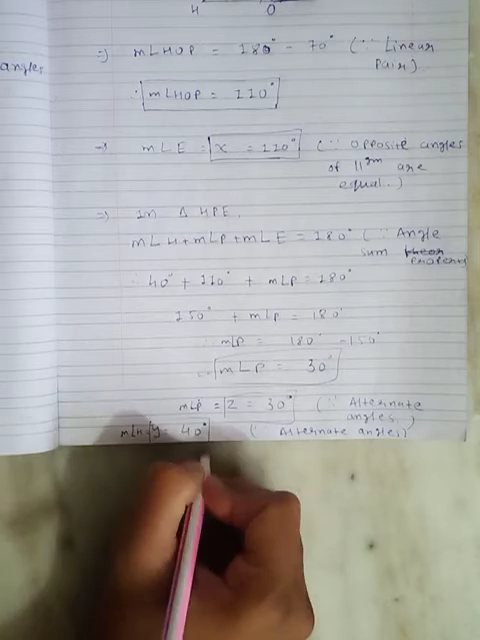 H O
angles
⇒ m∠HOP = 180° - 70° (∵ Linear
Pair)
∴ m∠HOP = 110°
⇒ m∠E = x = 110° (∵ opposite angles
of ||gm are
equal.)
⇒ In Δ HPE,
m∠H+m∠P+m∠E = 180° (∵ Angle
sum property
∴ 40° + 110° + m∠P = 180°
150° + m∠P = 180°
∴ m∠P = 180° - 150°
m∠P = 30°
m∠P = z = 30° (∵ Alternate
angles)
m∠H y = 40° (∵ Alternate angles)